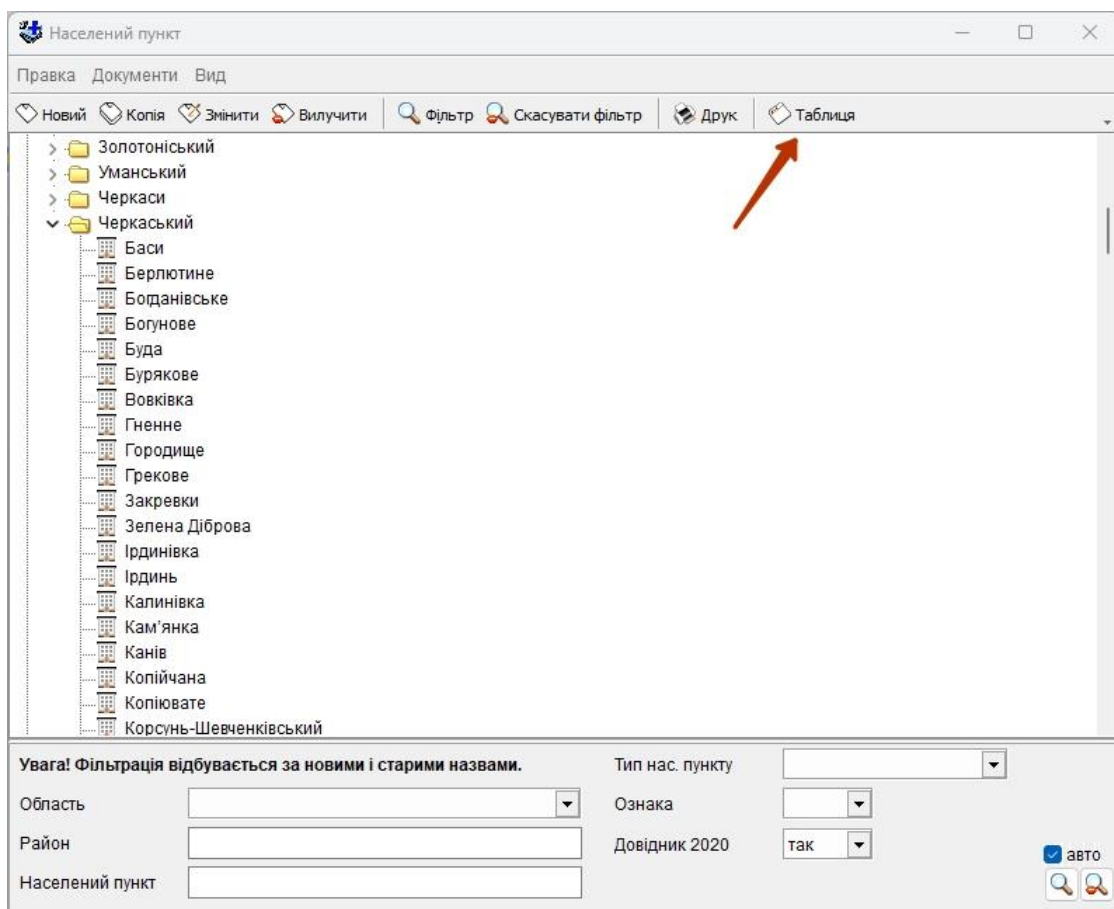 Населений пункт
Правка Документи Вид
Новий Копія Змінити Вилучити Фільтр Скасувати фільтр Друк Таблиця
Золотоніський
Уманський
Черкаси
Черкаський
Баси
Берлютине
Богданівське
Богунове
Буда
Бурякове
Вовківка
Гненне
Городище
Грекове
Закревки
Зелена Діброва
Ірдинівка
Ірдинь
Калинівка
Кам'янка
Канів
Копійчана
Копіювате
Корсунь-Шевченківський
Увага! Фільтрація відбувається за новими і старими назвами. Тип нас. пункту
Область Ознака
Район Довідник 2020 так
авто
Населений пункт